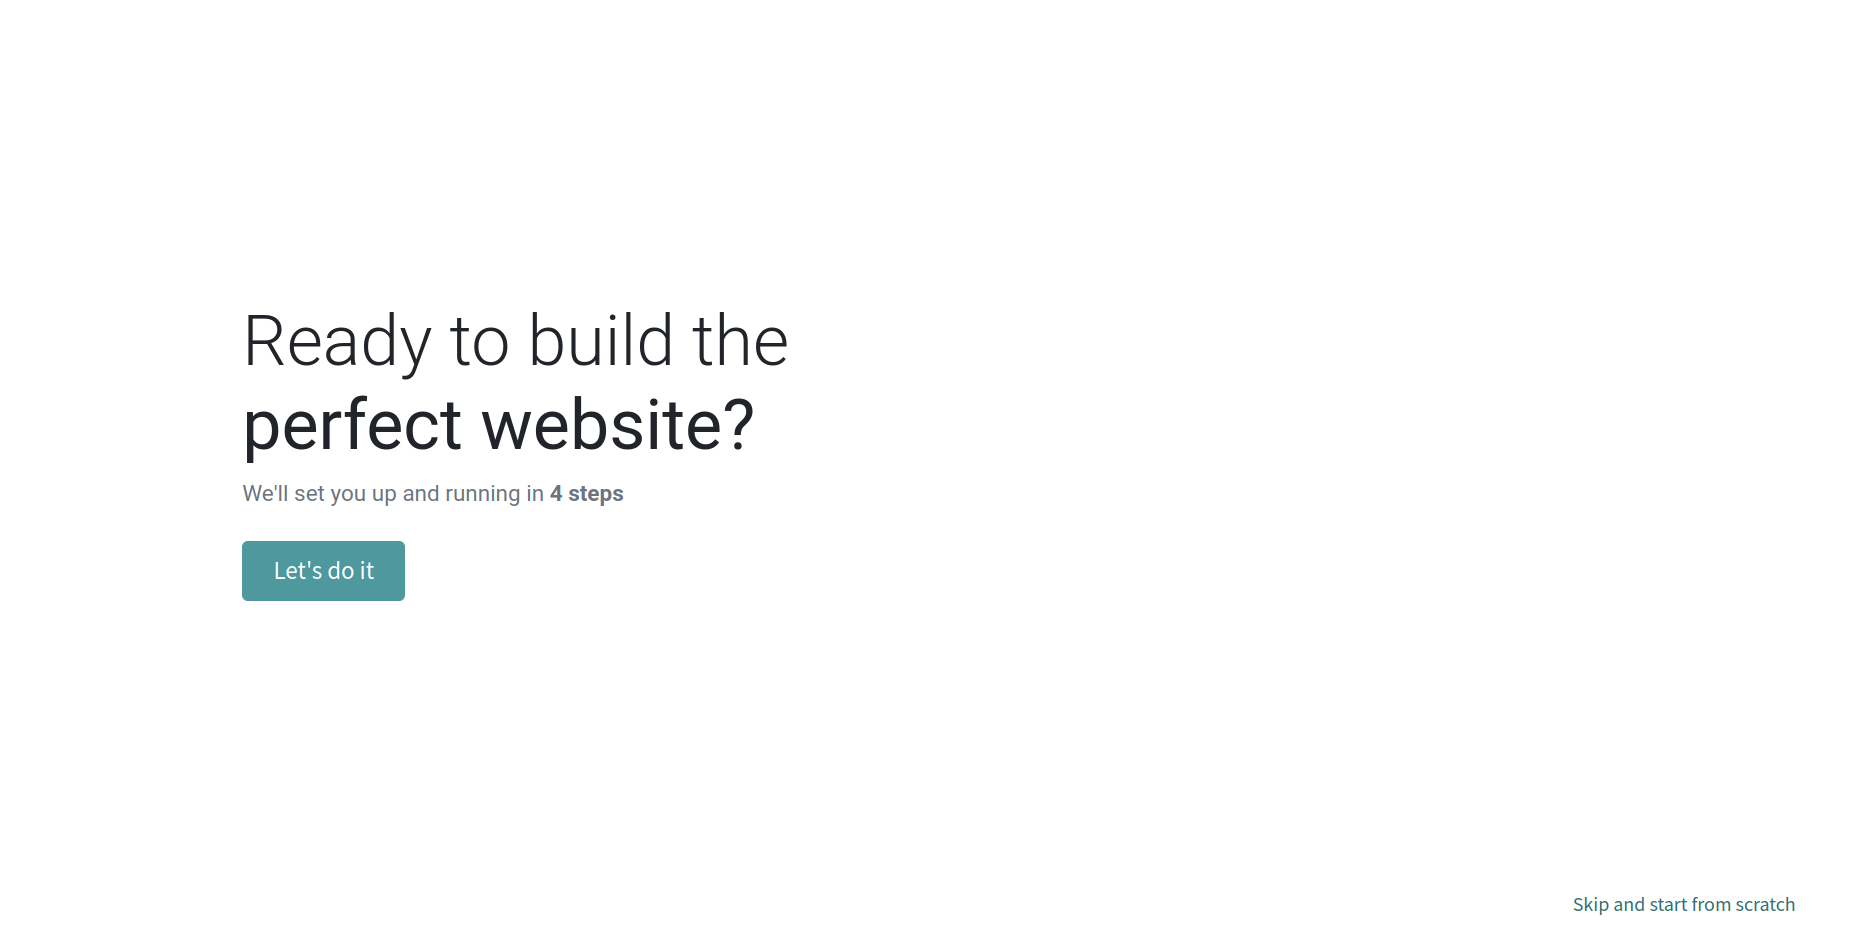 Ready to build the
perfect website?
We'll set you up and running in 4 steps
Let's do it
Skip and start from scratch